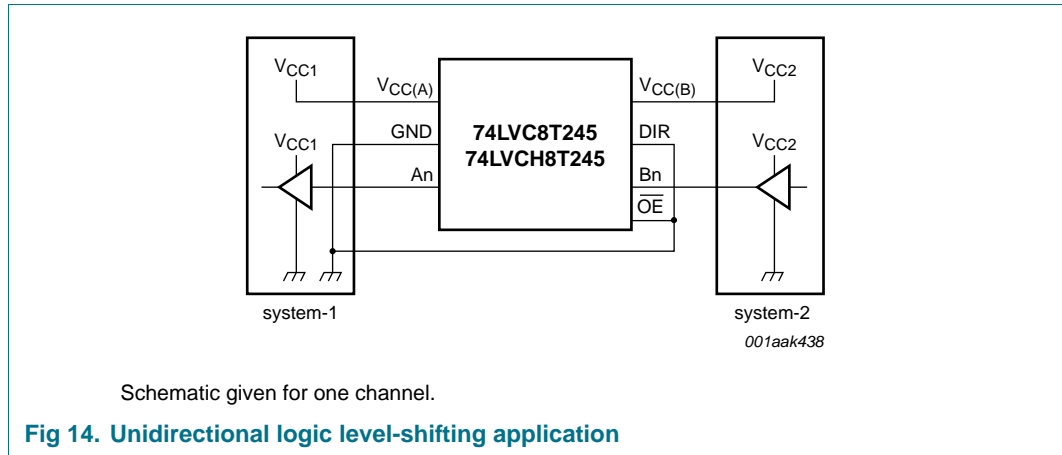 VCC1
VCC(A)
VCC(B)
VCC2
GND
74LVC8T245
DIR
VCC1
74LVCH8T245
VCC2
An
Bn
OE
system-1
system-2
001aak438
Schematic given for one channel.
Fig 14. Unidirectional logic level-shifting application